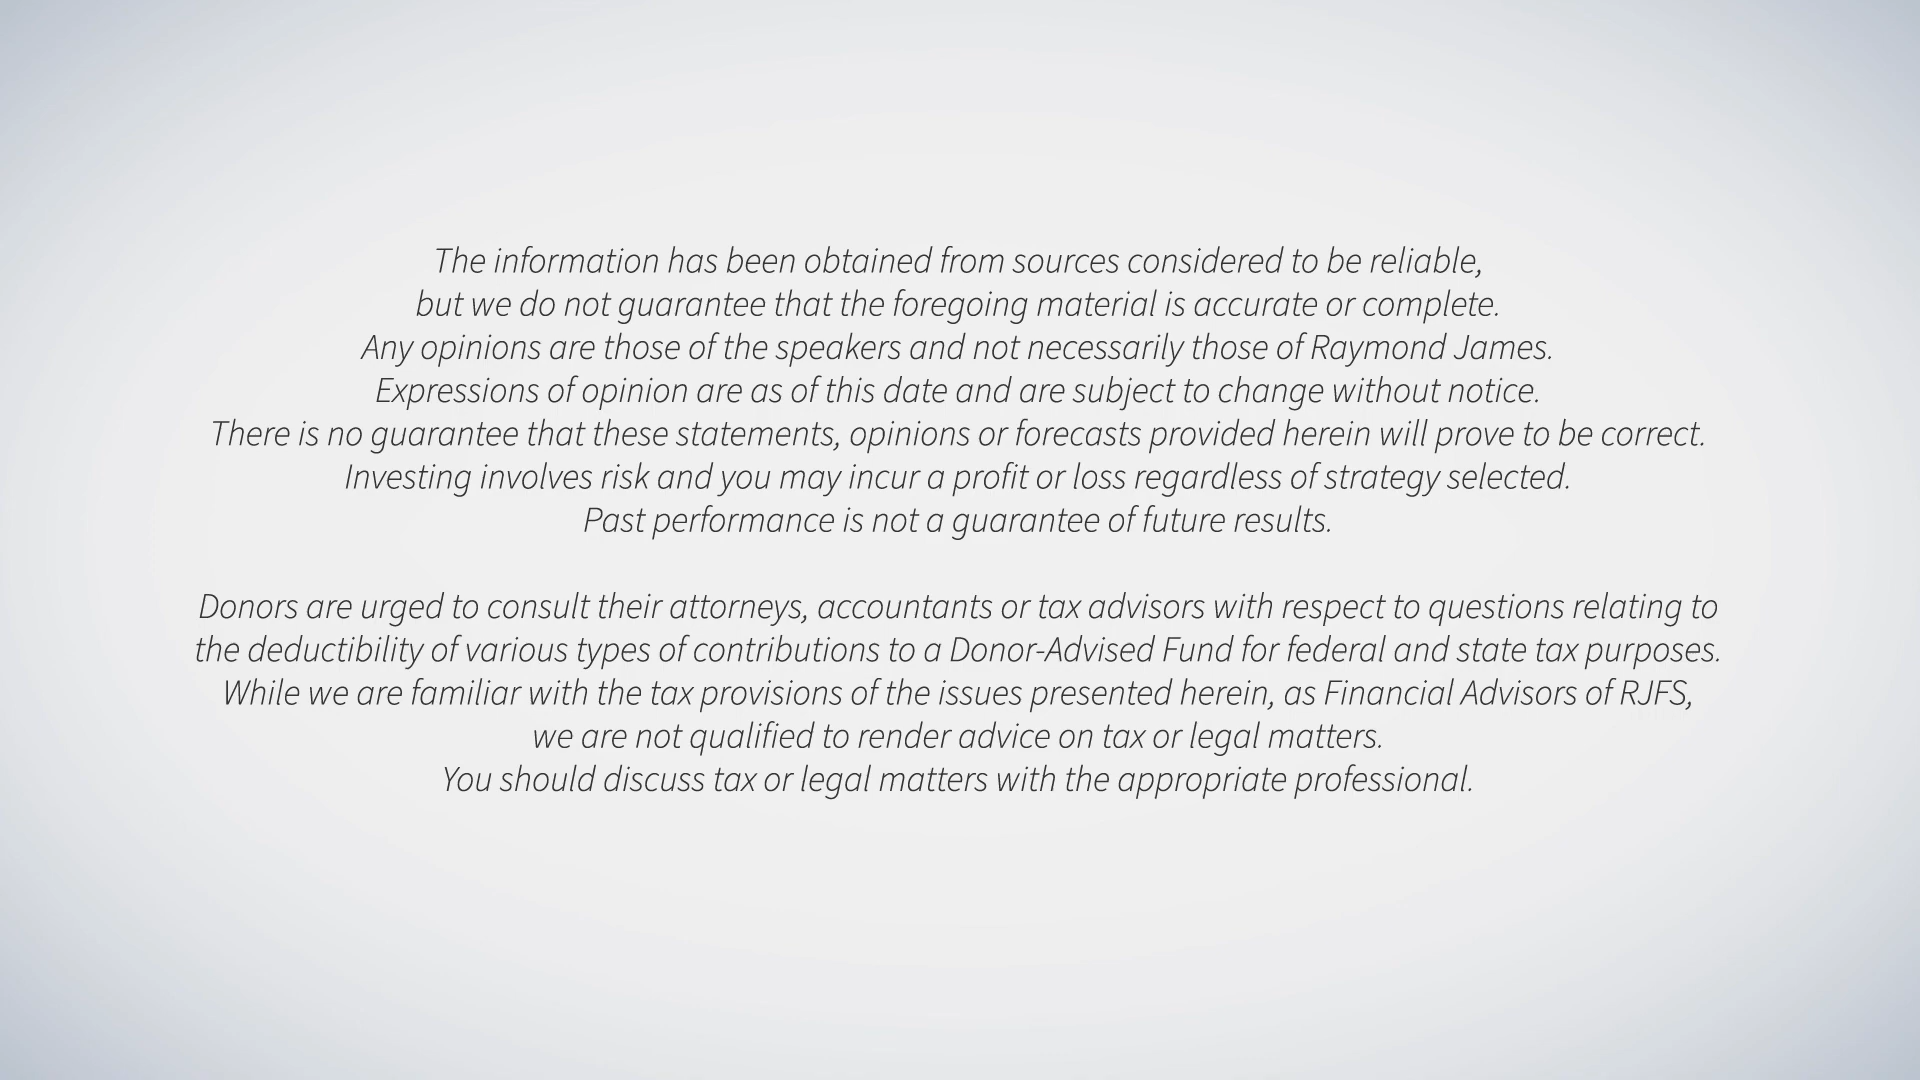 The information has been obtained from sources considered to be reliable,
but we do not guarantee that the foregoing material is accurate or complete.
Any opinions are those of the speakers and not necessarily those of Raymond James.
Expressions of opinion are as of this date and are subject to change without notice.
There is no guarantee that these statements, opinions or forecasts provided herein will prove to be correct.
Investing involves risk and you may incur a profit or loss regardless of strategy selected.
Past performance is not a guarantee of future results.
Donors are urged to consult their attorneys, accountants or tax advisors with respect to questions relating to
the deductibility of various types of contributions to a Donor-Advised Fund for federal and state tax purposes.
While we are familiar with the tax provisions of the issues presented herein, as Financial Advisors of RJFS,
we are not qualified to render advice on tax or legal matters.
You should discuss tax or legal matters with the appropriate professional.